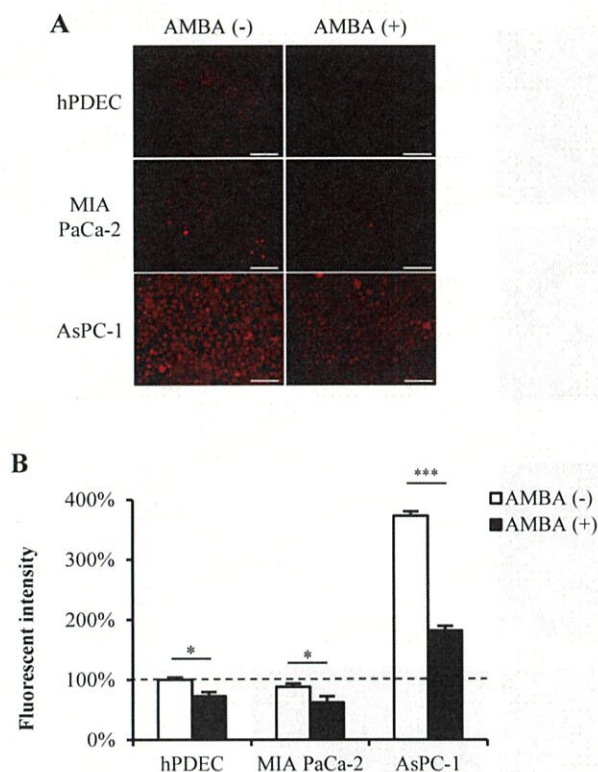 A
AMBA (-) AMBA (+)
hPDEC
MIA
PaCa-2
AsPC-1
B
Fluorescent intensity
400%
300%
200%
100%
0%
* * ***
AMBA (-)
AMBA (+)
hPDEC MIA PaCa-2 AsPC-1